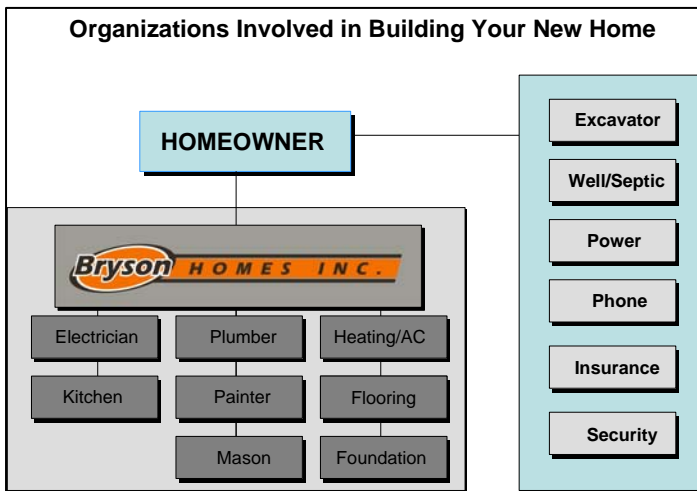 Organizations Involved in Building Your New Home
HOMEOWNER
Bryson HOMES INC.
Electrician
Plumber
Heating/AC
Kitchen
Painter
Flooring
Mason
Foundation
Excavator
Well/Septic
Power
Phone
Insurance
Security